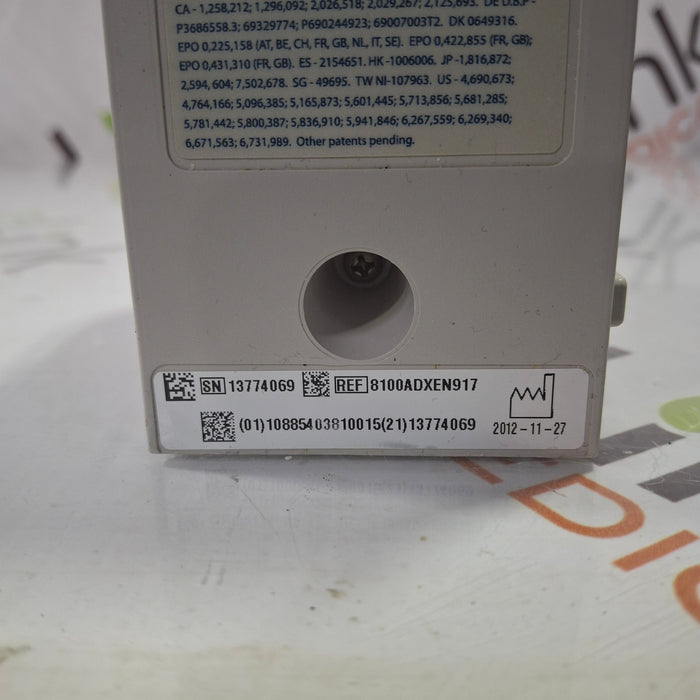 CA - 1,258,212; 1,296,092; 2,026,518; 2,029,267; 2,125,693. DE D.B.P -
P3686558.3; 69329774; P690244923; 69007003T2. DK 0649316.
EPO 0,225,158 (AT, BE, CH, FR, GB, NL, IT, SE). EPO 0,422,855 (FR, GB);
EPO 0,431,310 (FR, GB). ES - 2154651. HK -1006006. JP -1,816,872;
2,594,604; 7,502,678. SG - 49695. TW NI-107963. US - 4,690,673;
4,764,166; 5,096,385; 5,165,873; 5,601,445; 5,713,856; 5,681,285;
5,781,442; 5,800,387; 5,836,910; 5,941,846; 6,267,559; 6,269,340;
6,671,563; 6,731,989. Other patents pending.
SN 13774069 REF 8100ADXEN917
(01)10885403810015(21)13774069
2012-11-27